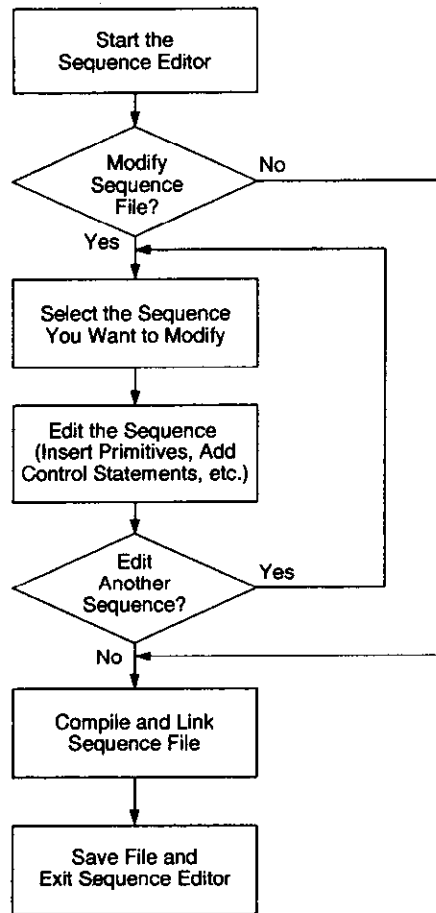 Start the
Sequence Editor
Modify
Sequence
File?
No
Yes
Select the Sequence
You Want to Modify
Edit the Sequence
(Insert Primitives, Add
Control Statements, etc.)
Edit
Another
Sequence?
Yes
No
Compile and Link
Sequence File
Save File and
Exit Sequence Editor